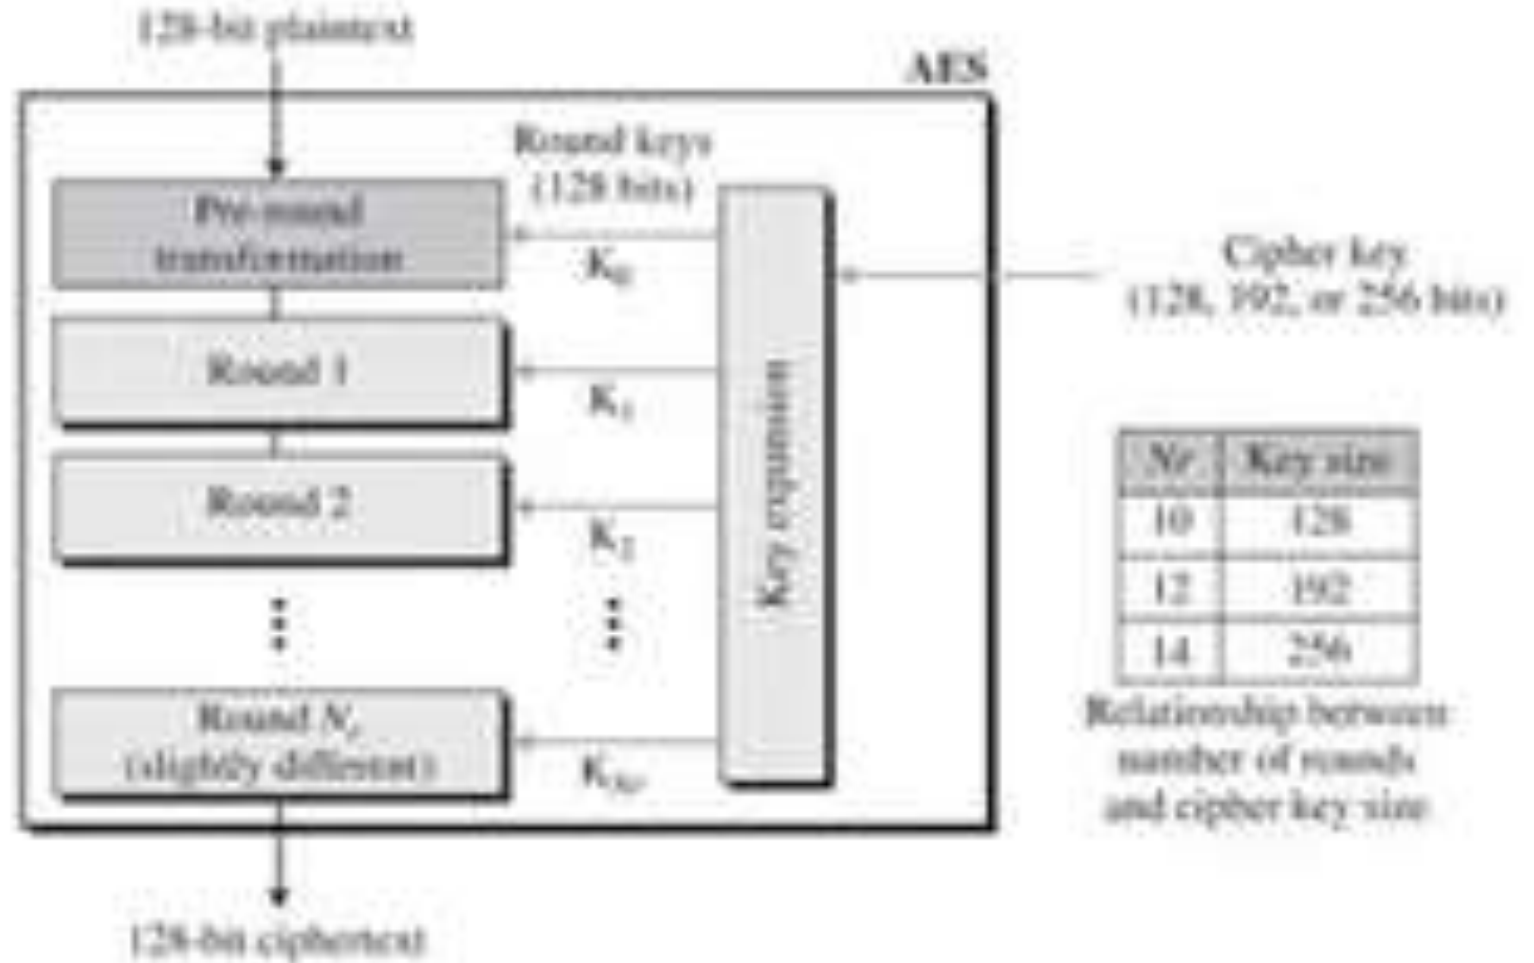 128-bit plaintext
AES
Round keys
(128 bits)
Pre-round
transformation
K0
Cipher key
(128, 192, or 256 bits)
Round 1
K1
Round 2
K2
Key expansion
Nr Key size
10 128
12 192
14 256
Relationship between
number of rounds
and cipher key size
Round Nr
(slightly different)
KNr
128-bit ciphertext